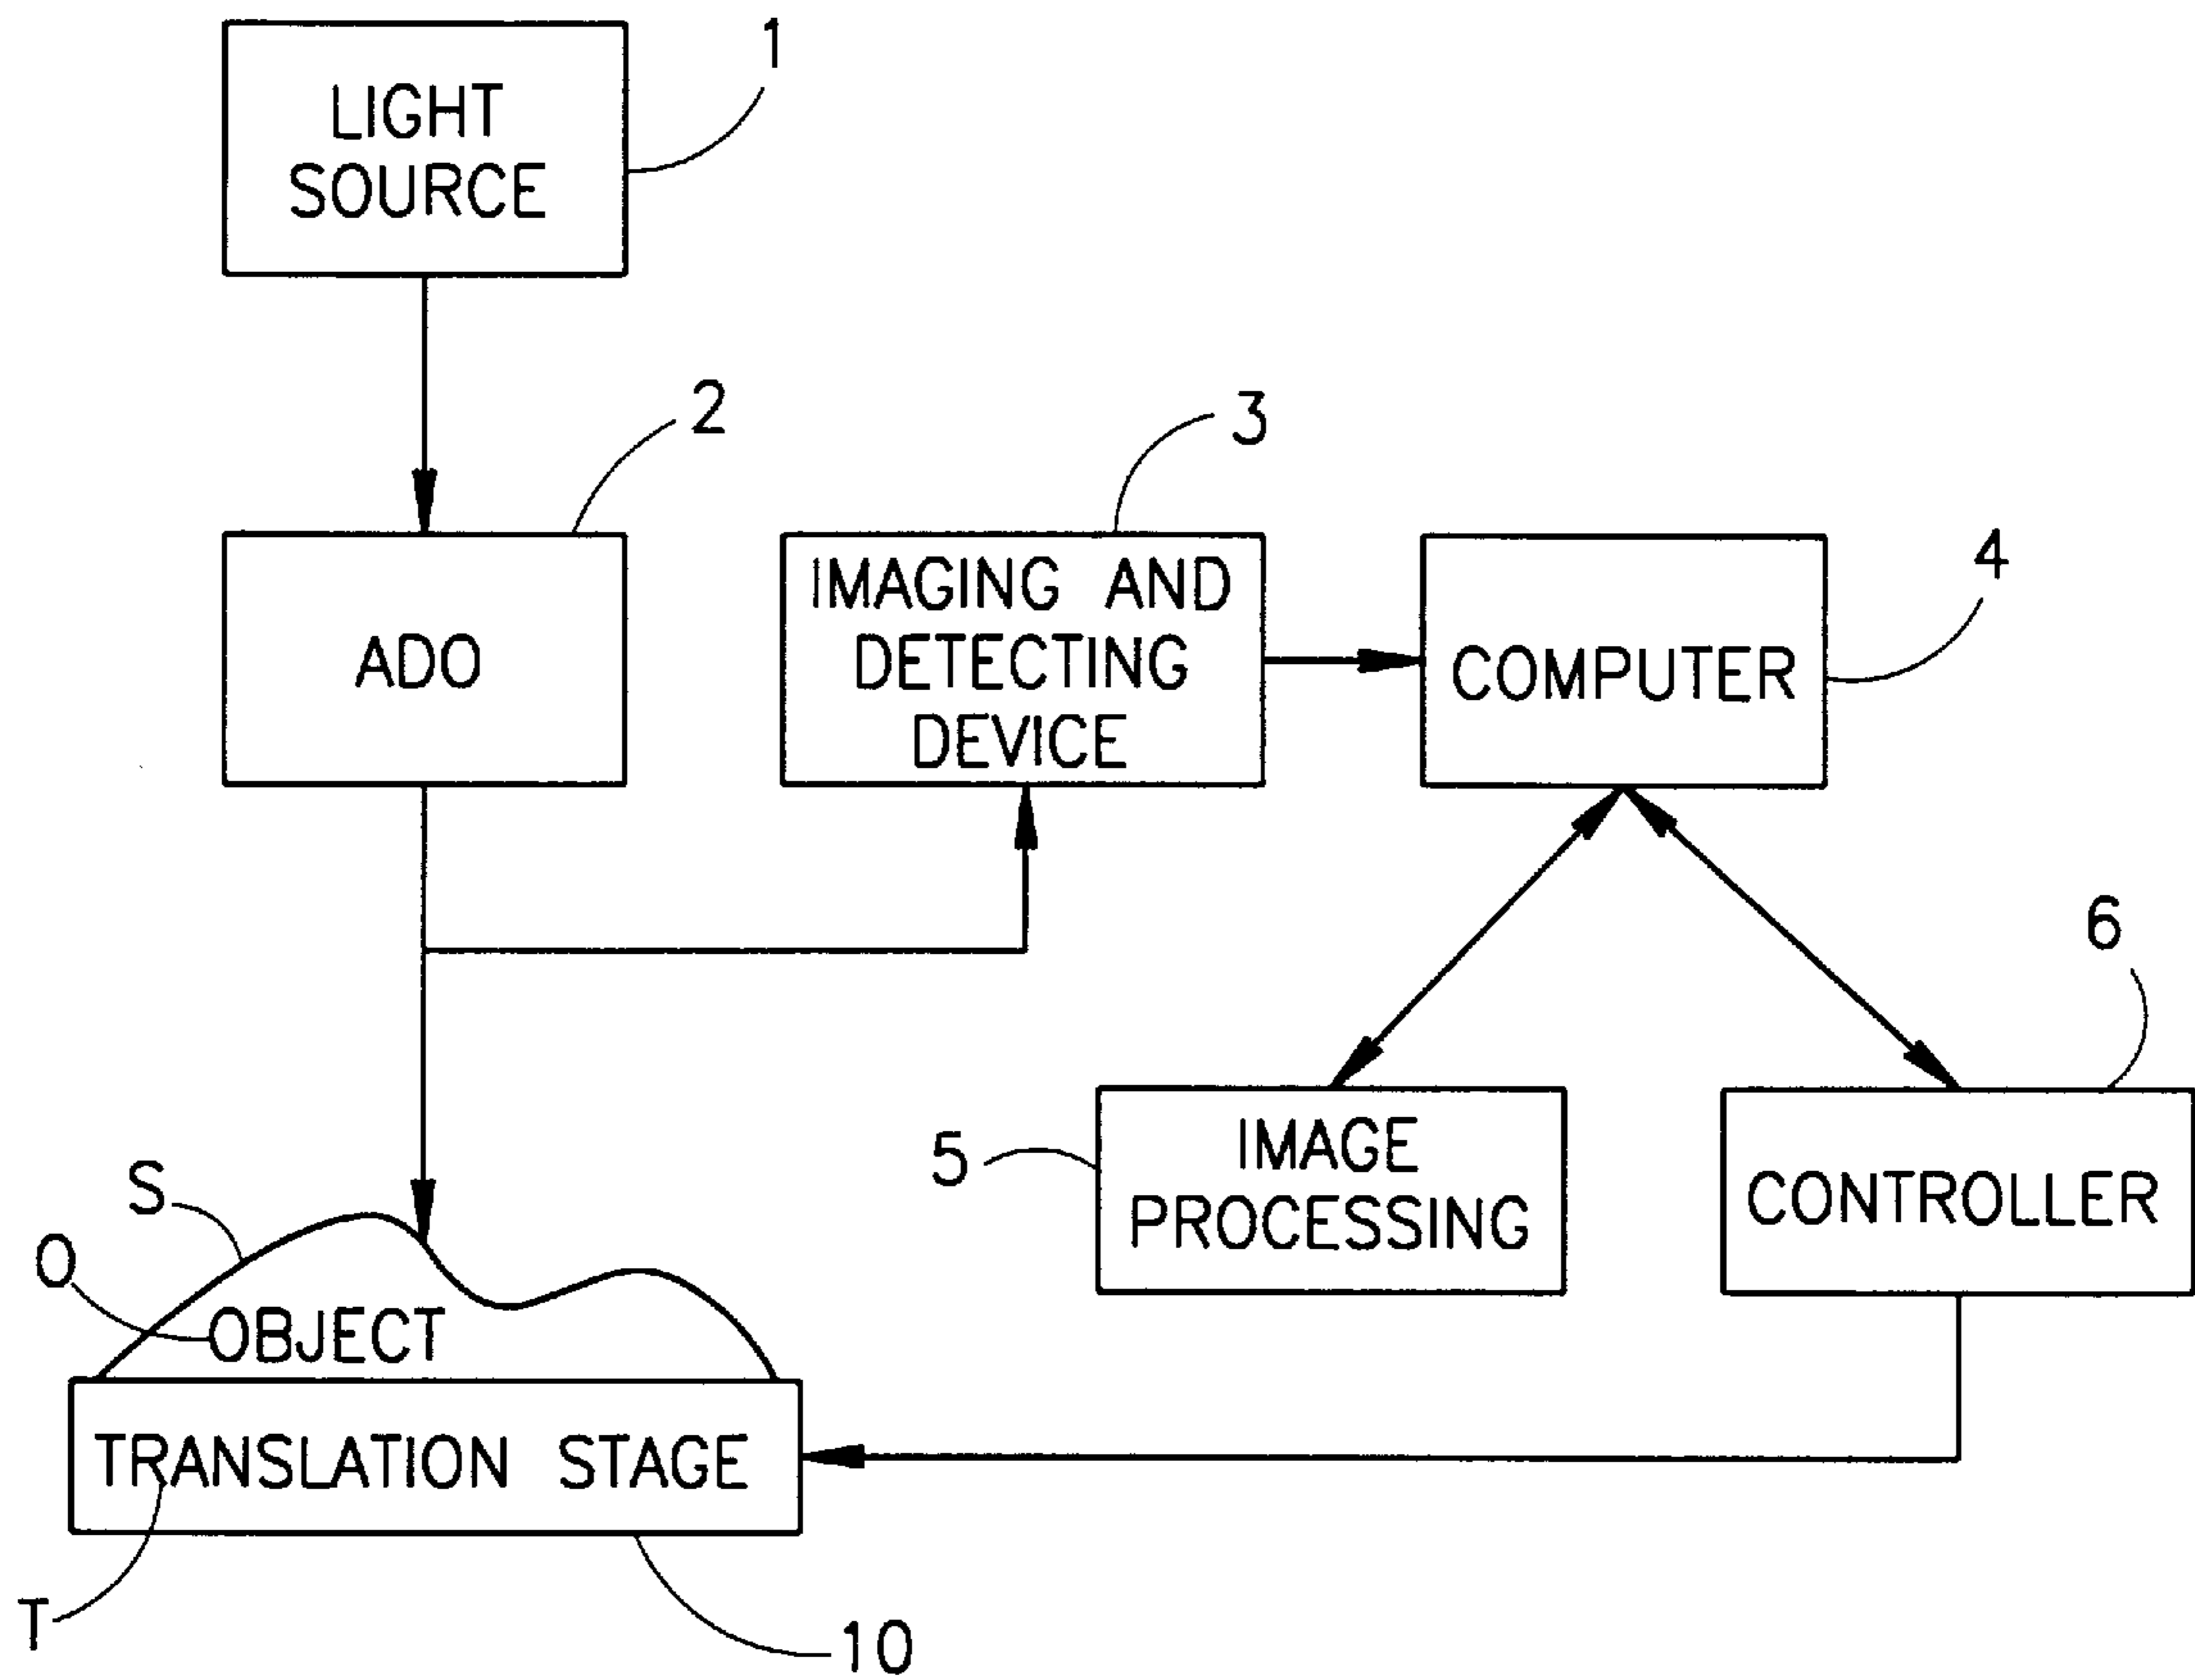 1
LIGHT
SOURCE
2
3
ADO
IMAGING AND
DETECTING
DEVICE
4
COMPUTER
6
5
IMAGE
PROCESSING
CONTROLLER
S
O
OBJECT
TRANSLATION STAGE
T
10